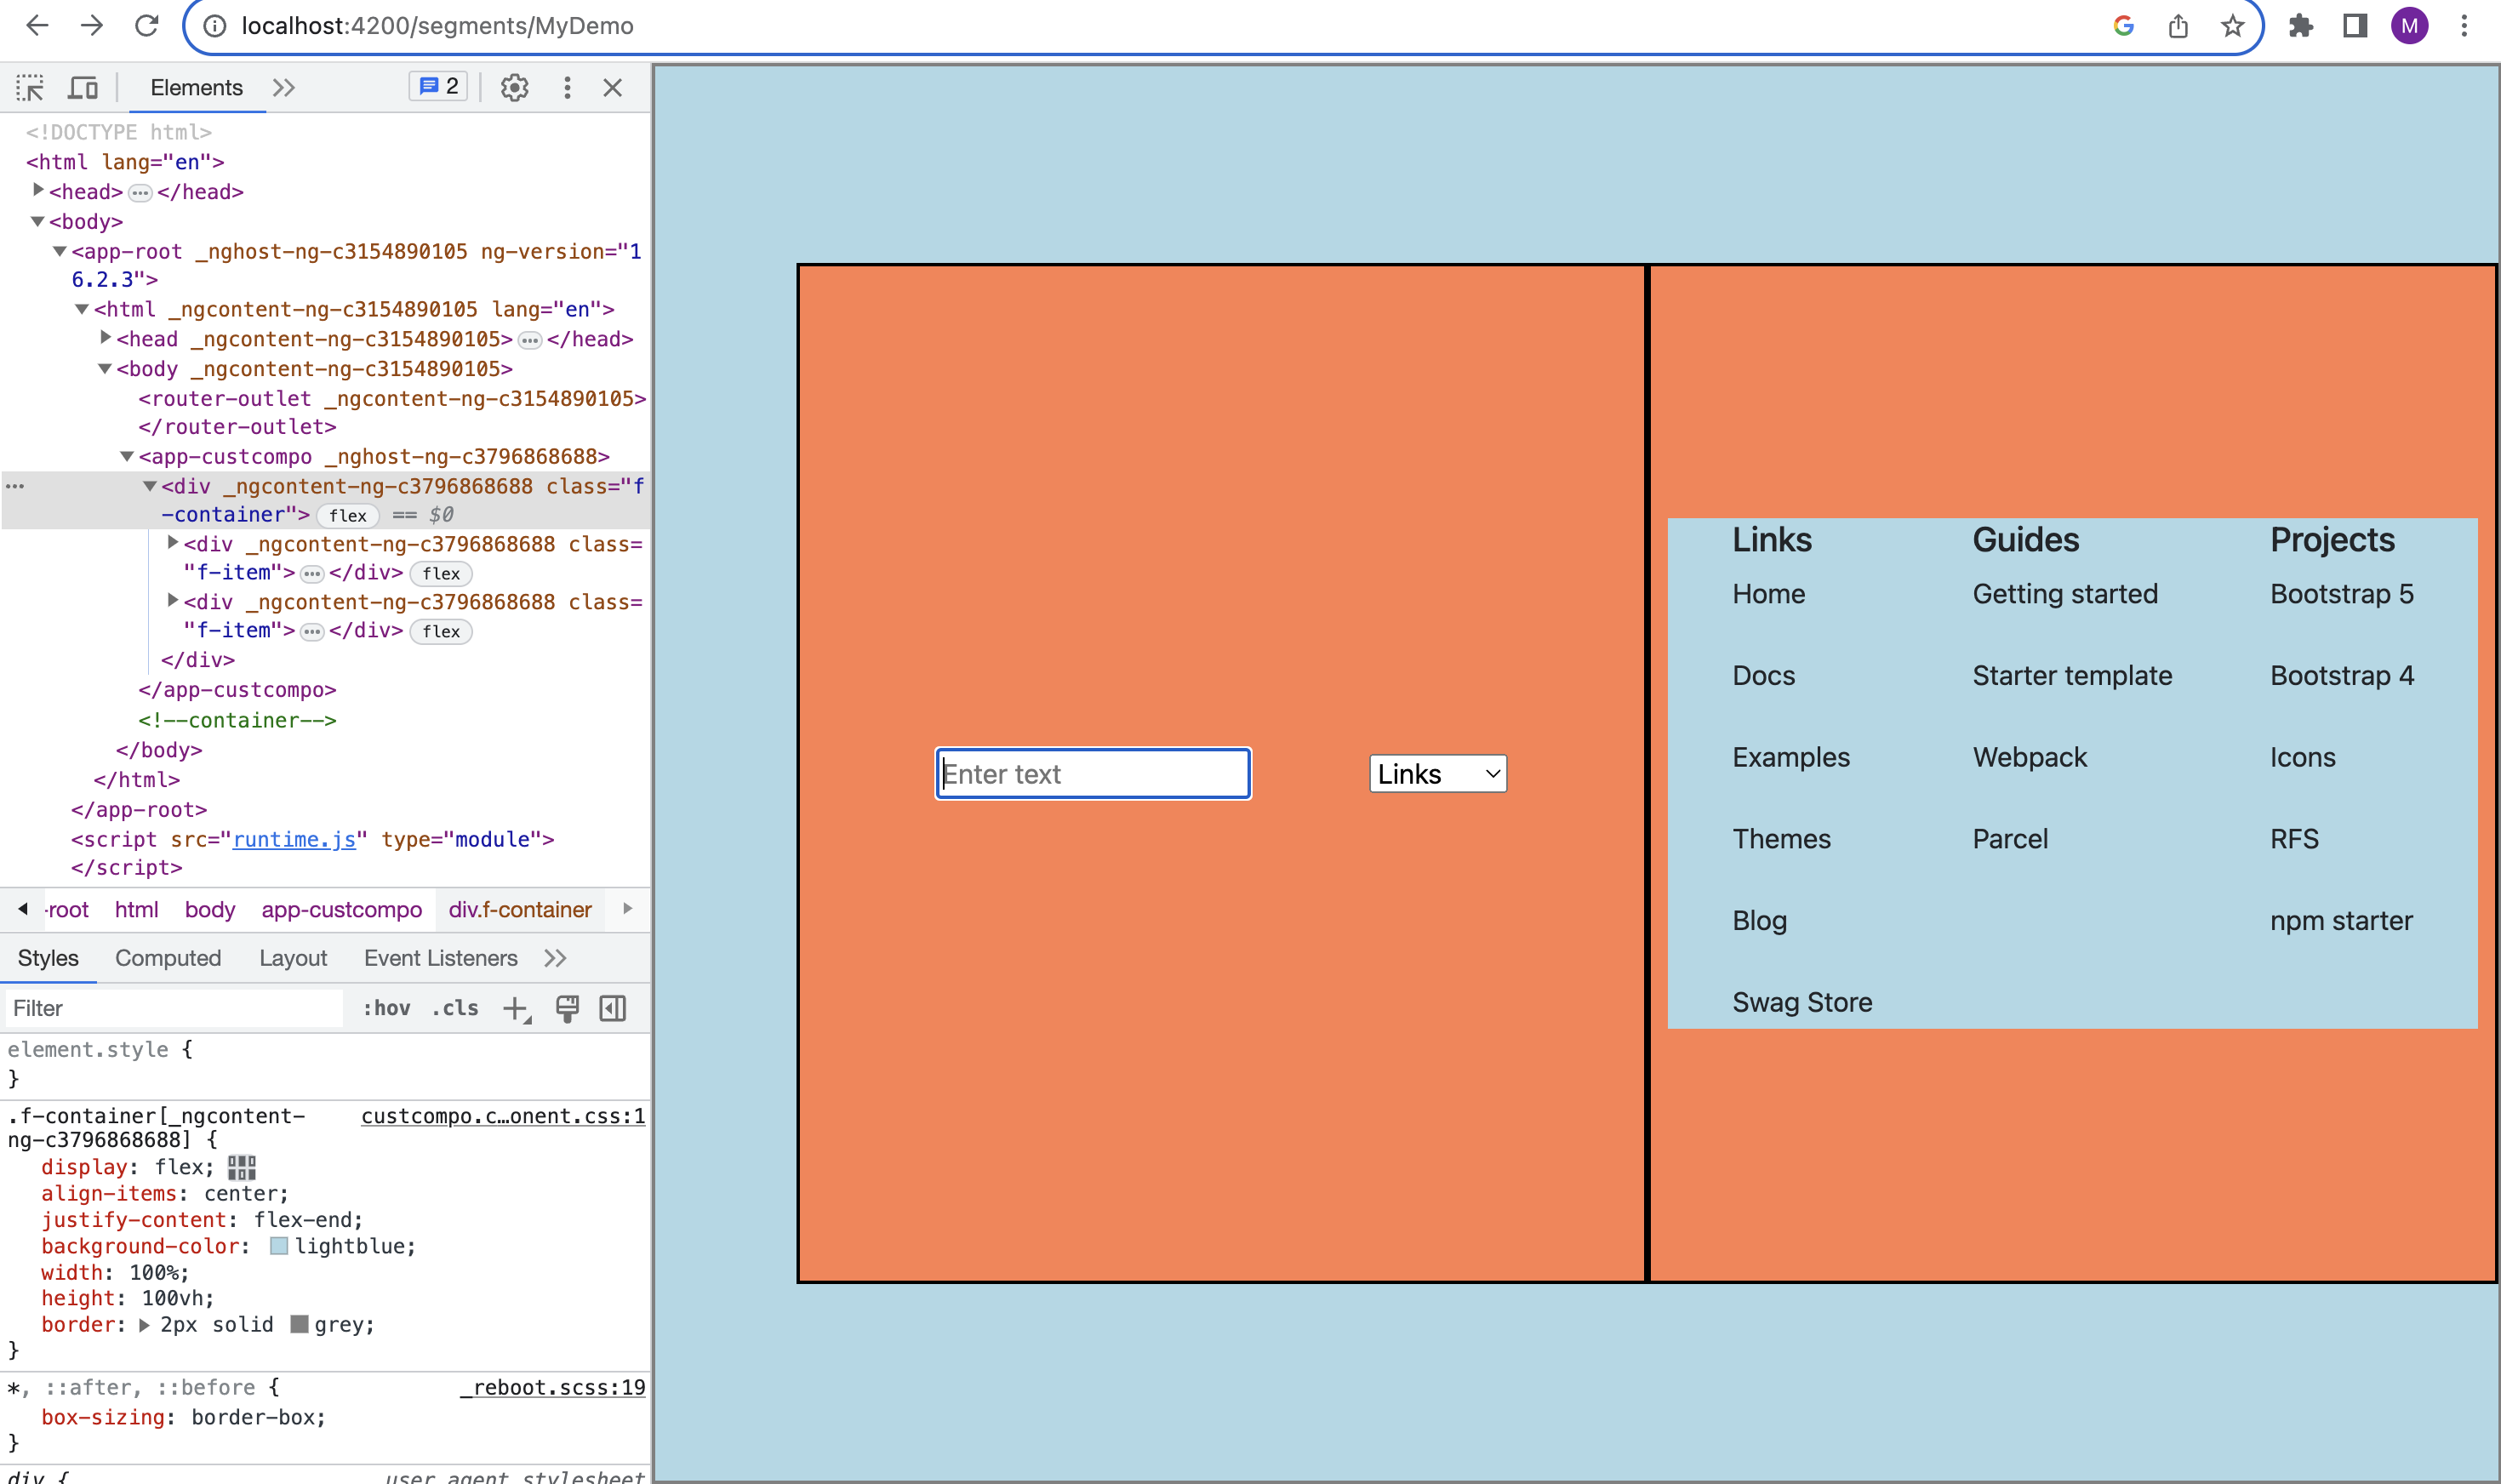 localhost:4200/segments/MyDemo
M
Elements
2
<!DOCTYPE html>
<html lang="en">
<head> ••• </head>
<body>
<app-root _nghost-ng-c3154890105 ng-version="1
6.2.3">
<html _ngcontent-ng-c3154890105 lang="en">
<head _ngcontent-ng-c3154890105> ••• </head>
<body _ngcontent-ng-c3154890105>
<router-outlet _ngcontent-ng-c3154890105>
</router-outlet>
<app-custcompo _nghost-ng-c3796868688>
<div _ngcontent-ng-c3796868688 class="f
-container"> flex == $0
<div _ngcontent-ng-c3796868688 class=
"f-item"> ••• </div> flex
<div _ngcontent-ng-c3796868688 class=
"f-item"> ••• </div> flex
</div>
</app-custcompo>
<!--container-->
</body>
</html>
</app-root>
<script src="runtime.js" type="module">
</script>
-root html body app-custcompo div.f-container
Styles Computed Layout Event Listeners
Filter :hov .cls
element.style {
}
.f-container[_ngcontent- custcompo.c…onent.css:1
ng-c3796868688] {
display: flex;
align-items: center;
justify-content: flex-end;
background-color: lightblue;
width: 100%;
height: 100vh;
border: 2px solid grey;
}
*, ::after, ::before { _reboot.scss:19
box-sizing: border-box;
}
div { user agent stylesheet
Enter text
Links
Links
Home
Docs
Examples
Themes
Blog
Swag Store
Guides
Getting started
Starter template
Webpack
Parcel
Projects
Bootstrap 5
Bootstrap 4
Icons
RFS
npm starter